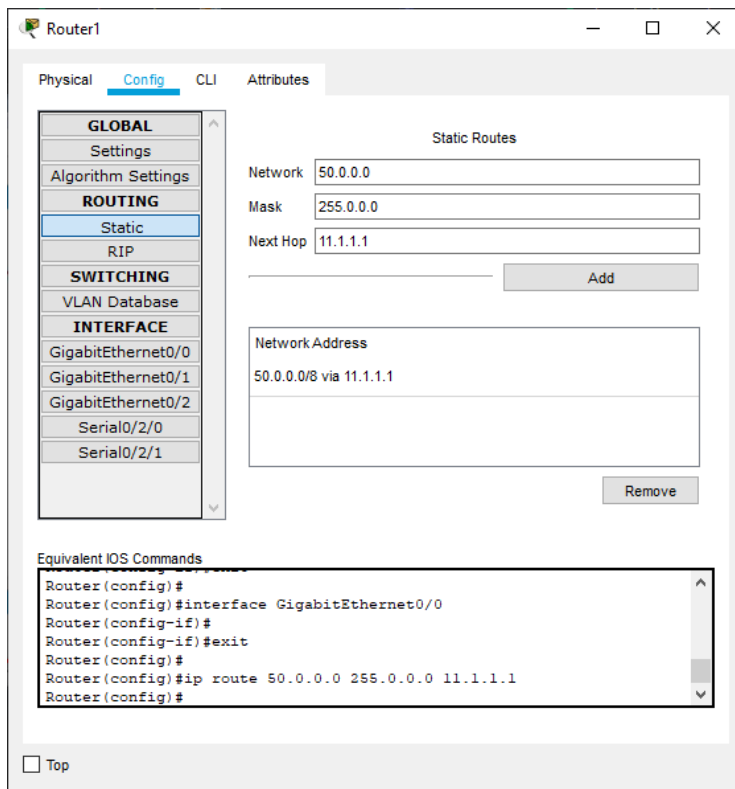 Router1
Physical Config CLI Attributes
GLOBAL
Settings
Algorithm Settings
ROUTING
Static
RIP
SWITCHING
VLAN Database
INTERFACE
GigabitEthernet0/0
GigabitEthernet0/1
GigabitEthernet0/2
Serial0/2/0
Serial0/2/1
Static Routes
Network 50.0.0.0
Mask 255.0.0.0
Next Hop 11.1.1.1
Add
Network Address
50.0.0.0/8 via 11.1.1.1
Remove
Equivalent IOS Commands
Router(config)#
Router(config)#interface GigabitEthernet0/0
Router(config-if)#
Router(config-if)#exit
Router(config)#
Router(config)#ip route 50.0.0.0 255.0.0.0 11.1.1.1
Router(config)#
Top